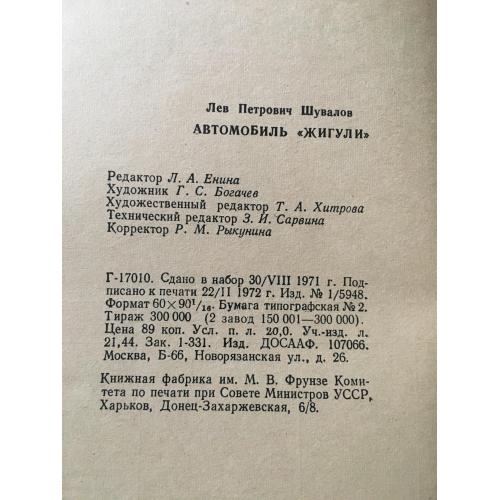 Лев Петрович Шувалов
АВТОМОБИЛЬ «ЖИГУЛИ»
Редактор Л. А. Енина
Художник Г. С. Богачев
Художественный редактор Т. А. Хитрова
Технический редактор З. И. Сарвина
Корректор Р. М. Рыкунина
Г-17010. Сдано в набор 30/VIII 1971 г. Под-
писано к печати 22/II 1972 г. Изд. № 1/5948.
Формат 60×90¹/₁₆. Бумага типографская № 2.
Тираж 300 000 (2 завод 150 001—300 000).
Цена 89 коп. Усл. п. л. 20,0. Уч.-изд. л.
21,44. Зак. 1-331. Изд. ДОСААФ. 107066.
Москва, Б-66, Новорязанская ул., д. 26.
Книжная фабрика им. М. В. Фрунзе Коми-
тета по печати при Совете Министров УССР,
Харьков, Донец-Захаржевская, 6/8.